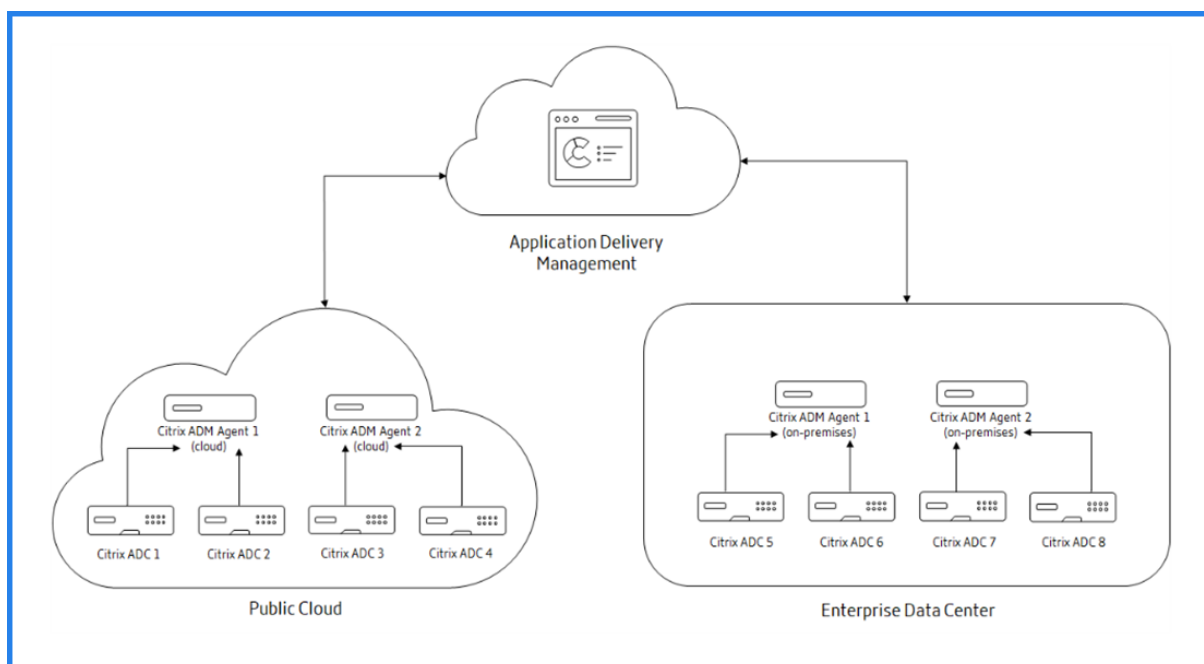 Application Delivery
Management
Citrix ADM Agent 1
(cloud)
Citrix ADM Agent 2
(cloud)
Citrix ADC 1
Citrix ADC 2
Citrix ADC 3
Citrix ADC 4
Public Cloud
Citrix ADM Agent 1
(on-premises)
Citrix ADM Agent 2
(on-premises)
Citrix ADC 5
Citrix ADC 6
Citrix ADC 7
Citrix ADC 8
Enterprise Data Center